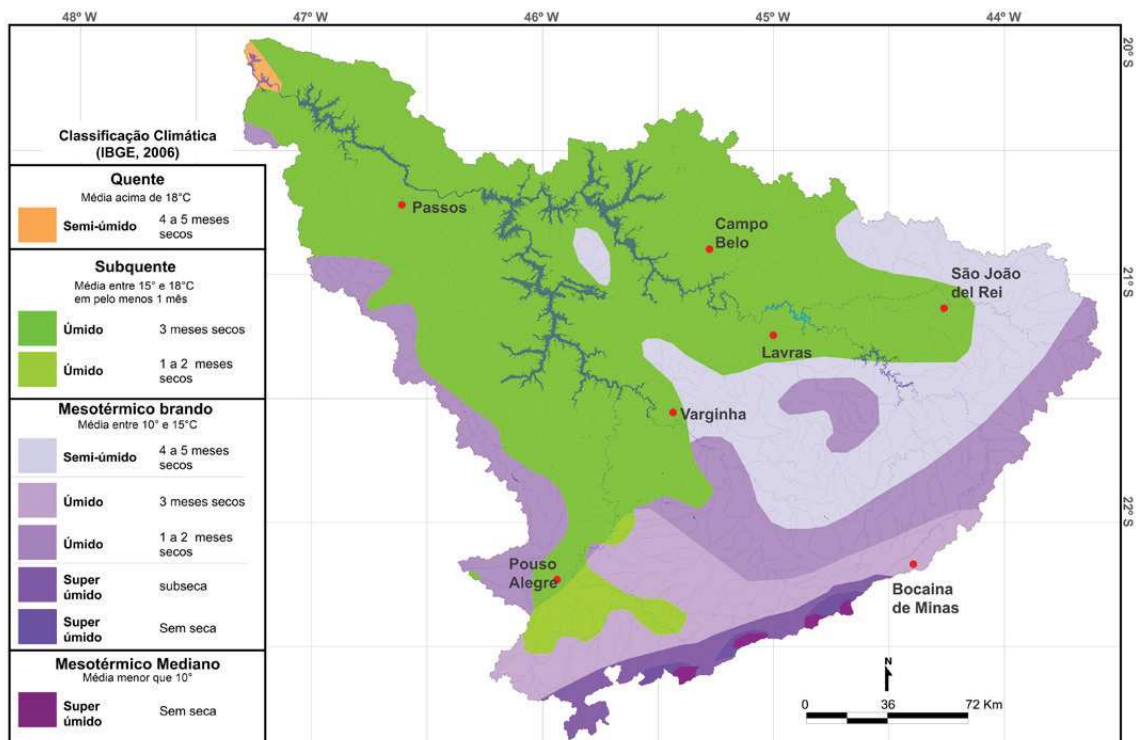 48° W
47° W
46° W
45° W
44° W
20° S
21° S
22° S
Classificação Climática
(IBGE, 2006)
Quente
Média acima de 18°C
Semi-úmido
4 a 5 meses
secos
Subquente
Média entre 15° e 18°C
em pelo menos 1 mês
Úmido
3 meses secos
Úmido
1 a 2 meses
secos
Mesotérmico brando
Média entre 10° e 15°C
Semi-úmido
4 a 5 meses
secos
Úmido
3 meses secos
Úmido
1 a 2 meses
secos
Super
úmido
subseca
Super
úmido
Sem seca
Mesotérmico Mediano
Média menor que 10°
Super
úmido
Sem seca
Passos
Campo
Belo
São João
del Rei
Lavras
Varginha
Pouso
Alegre
Bocaina
de Minas
N
0 36 72 Km